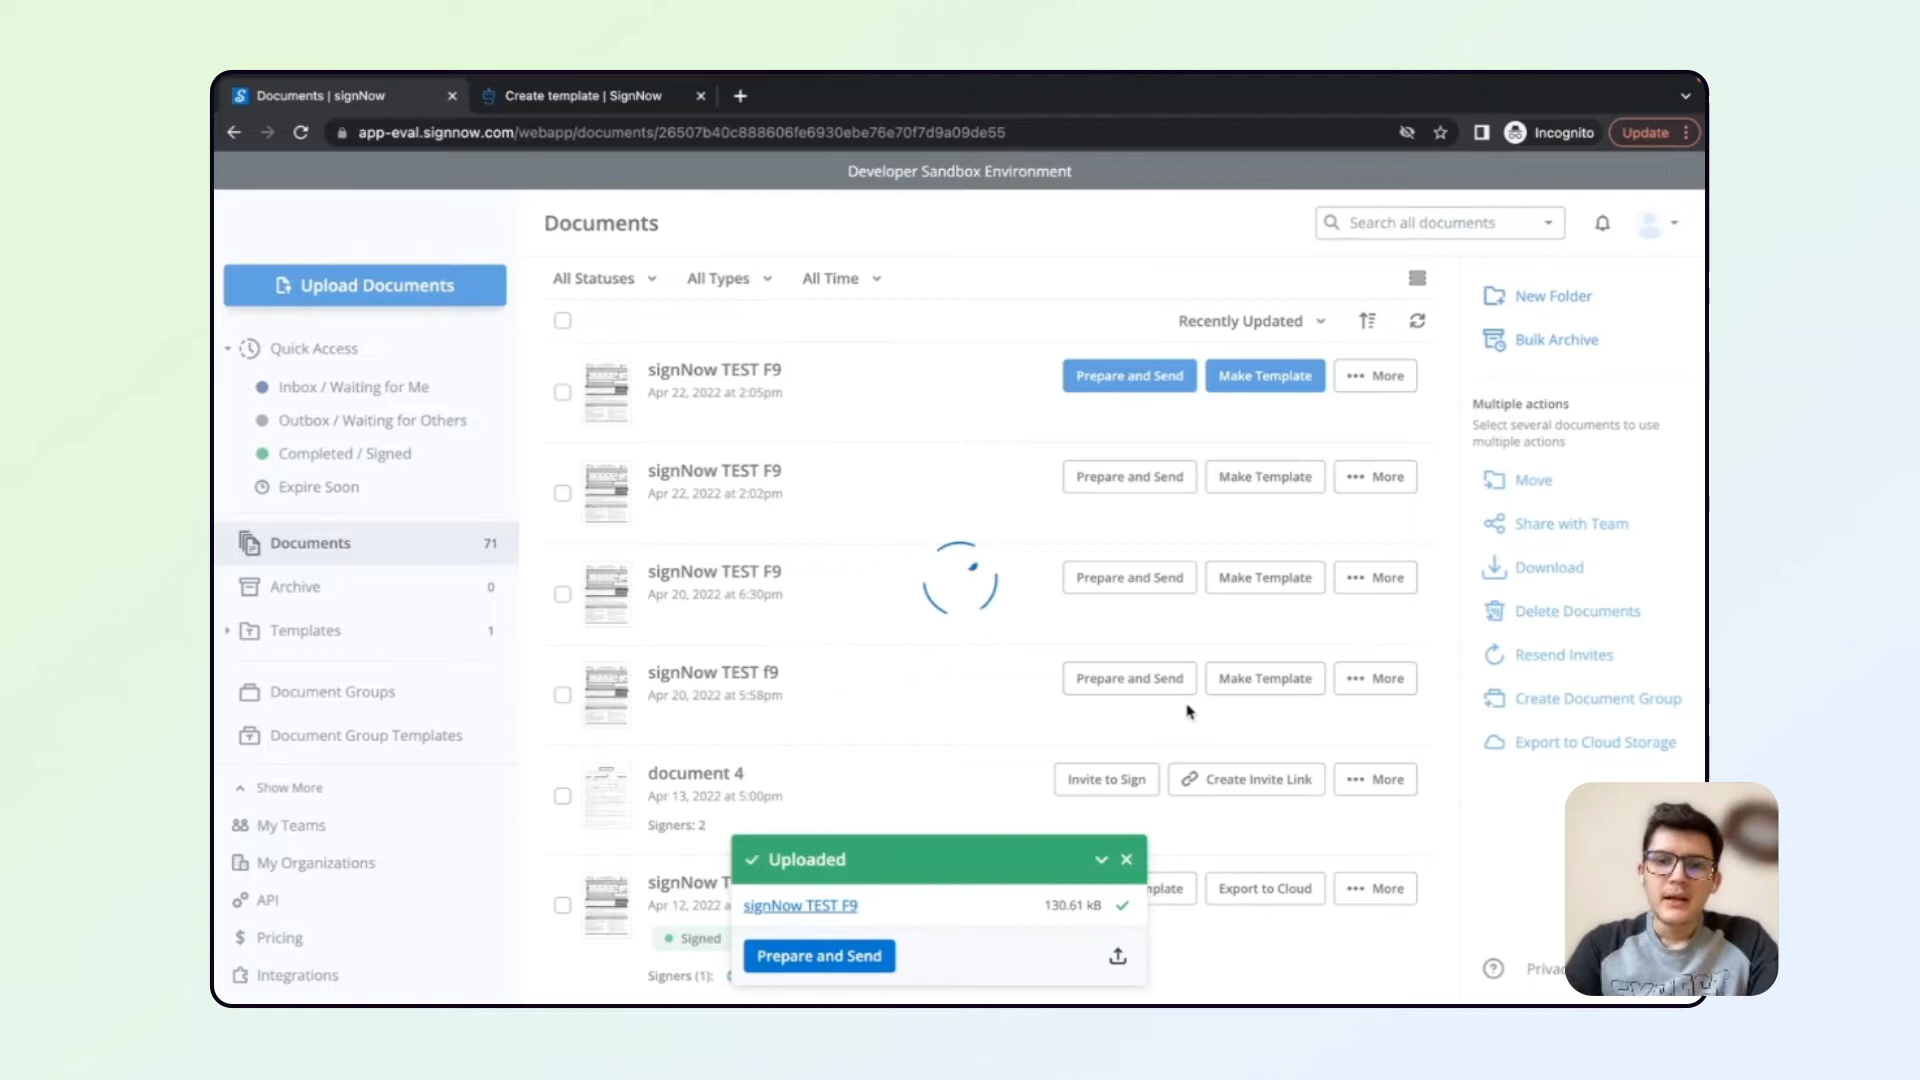 Documents | signNow
Create template | SignNow
app-eval.signnow.com/webapp/documents/26507b40c888606fe6930ebe76e70f7d9a09de55
Incognito
Update
Developer Sandbox Environment
Documents
Search all documents
Upload Documents
All Statuses
All Types
All Time
New Folder
Recently Updated
Bulk Archive
Quick Access
Inbox / Waiting for Me
Outbox / Waiting for Others
Completed / Signed
Expire Soon
Documents 71
Archive 0
Templates 1
Document Groups
Document Group Templates
Show More
My Teams
My Organizations
API
Pricing
Integrations
signNow TEST F9
Apr 22, 2022 at 2:05pm
Prepare and Send
Make Template
More
signNow TEST F9
Apr 22, 2022 at 2:02pm
Prepare and Send
Make Template
More
signNow TEST F9
Apr 20, 2022 at 6:30pm
Prepare and Send
Make Template
More
signNow TEST f9
Apr 20, 2022 at 5:58pm
Prepare and Send
Make Template
More
document 4
Apr 13, 2022 at 5:00pm
Signers: 2
Invite to Sign
Create Invite Link
More
signNow T
Apr 12, 2022 a
Signed
Signers (1):
mplate
Export to Cloud
More
Uploaded
signNow TEST F9
130.61 kB
Prepare and Send
Multiple actions
Select several documents to use
multiple actions
Move
Share with Team
Download
Delete Documents
Resend Invites
Create Document Group
Export to Cloud Storage
Privac